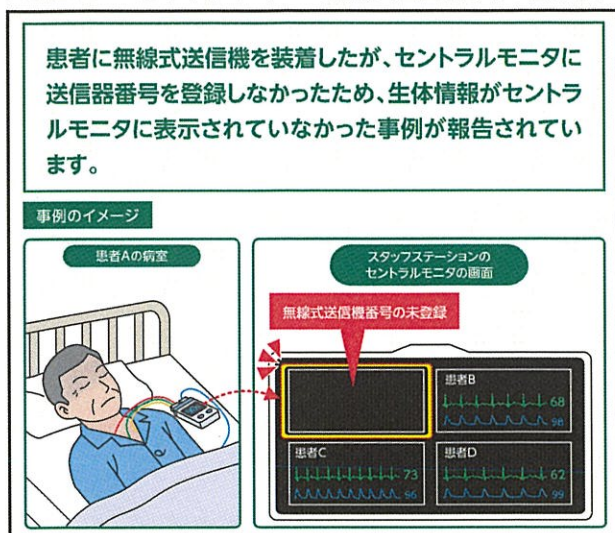 患者に無線式送信機を装着したが、セントラルモニタに
送信器番号を登録しなかったため、生体情報がセントラ
ルモニタに表示されていなかった事例が報告されてい
ます。
事例のイメージ
患者Aの病室
スタッフステーションの
セントラルモニタの画面
無線式送信機番号の未登録
患者B
68
98
患者C
73
96
患者D
62
99